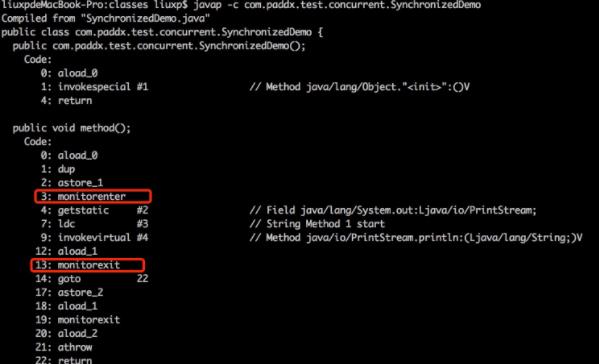 liuxpdeMacBook-Pro:classes liuxp$ javap -c com.paddx.test.concurrent.SynchronizedDemo
Compiled from "SynchronizedDemo.java"
public class com.paddx.test.concurrent.SynchronizedDemo {
  public com.paddx.test.concurrent.SynchronizedDemo();
    Code:
       0: aload_0
       1: invokespecial #1                  // Method java/lang/Object."<init>":()V
       4: return

  public void method();
    Code:
       0: aload_0
       1: dup
       2: astore_1
       3: monitorenter
       4: getstatic     #2                  // Field java/lang/System.out:Ljava/io/PrintStream;
       7: ldc           #3                  // String Method 1 start
       9: invokevirtual #4                  // Method java/io/PrintStream.println:(Ljava/lang/String;)V
      12: aload_1
      13: monitorexit
      14: goto          22
      17: astore_2
      18: aload_1
      19: monitorexit
      20: aload_2
      21: athrow
      22: return